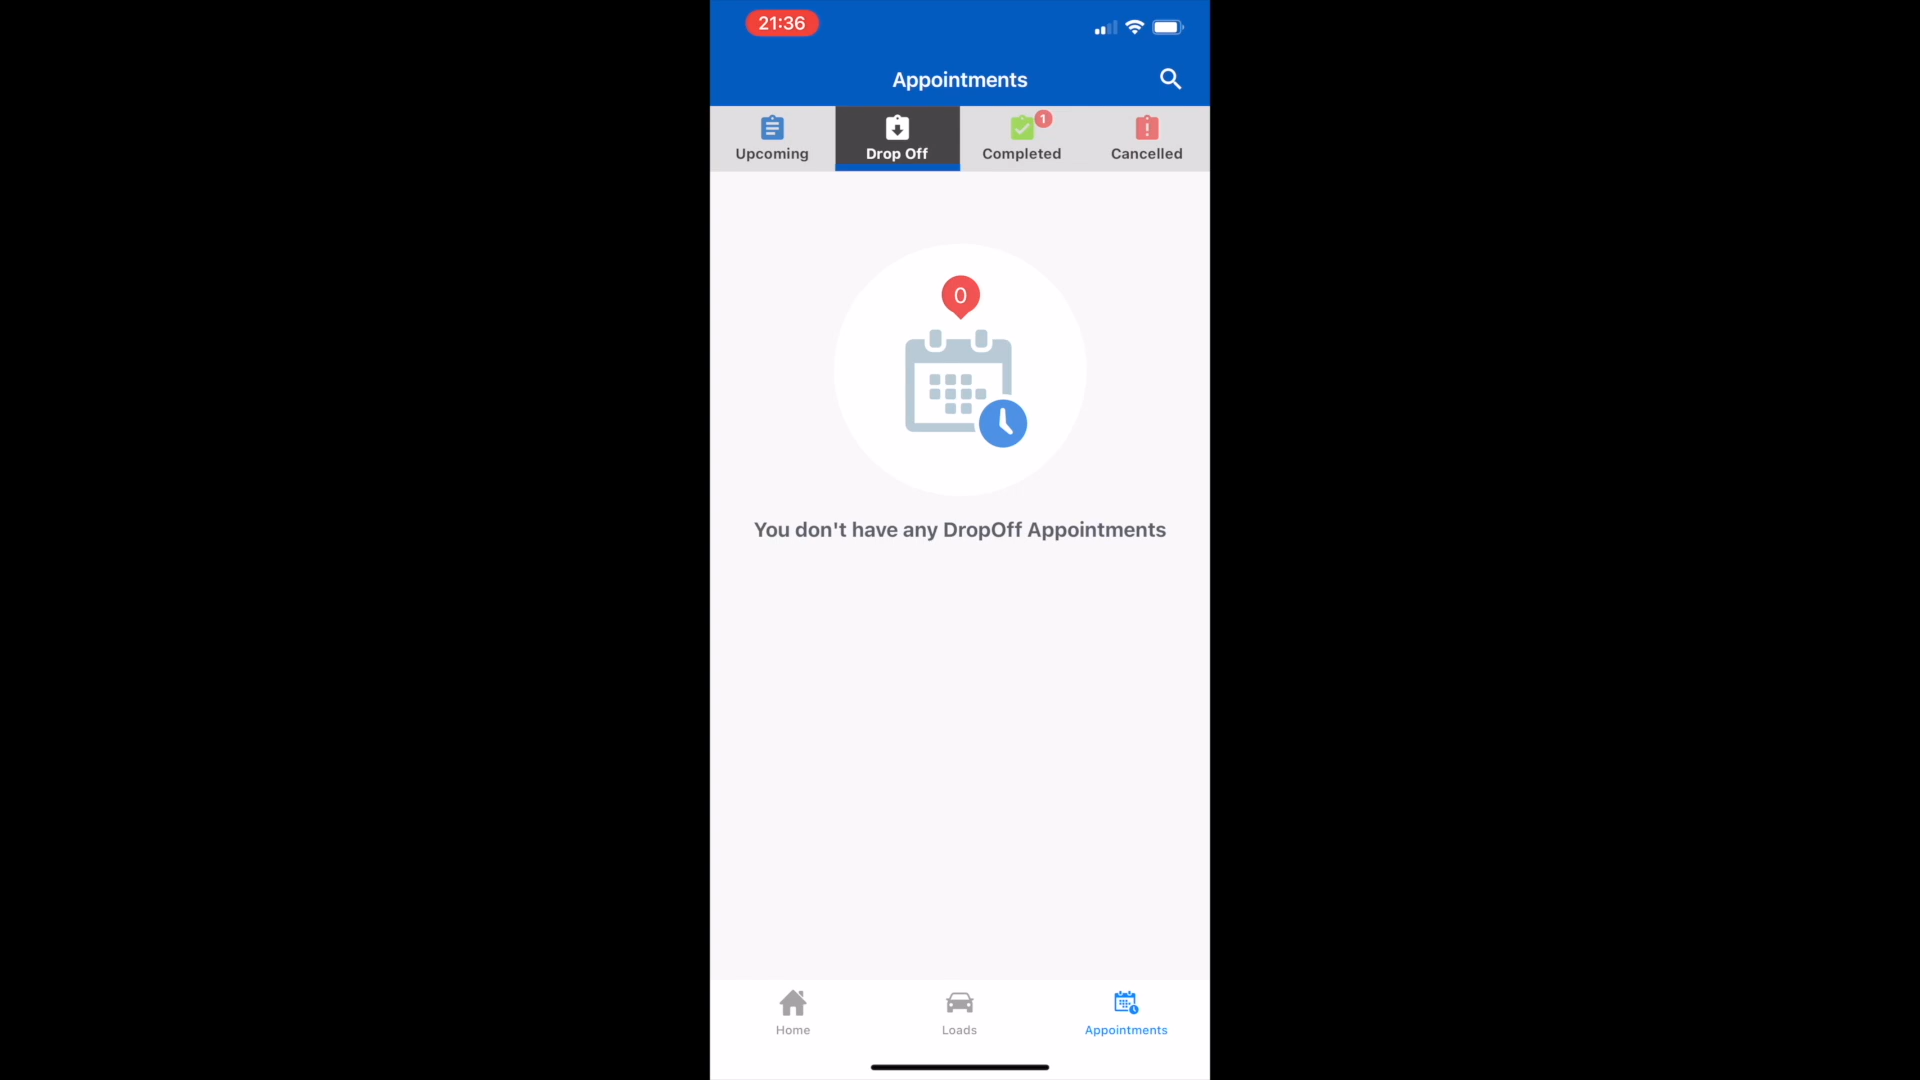 21:36
Appointments
Upcoming
Drop Off
1
Completed
Cancelled
0
You don't have any DropOff Appointments
Home
Loads
Appointments